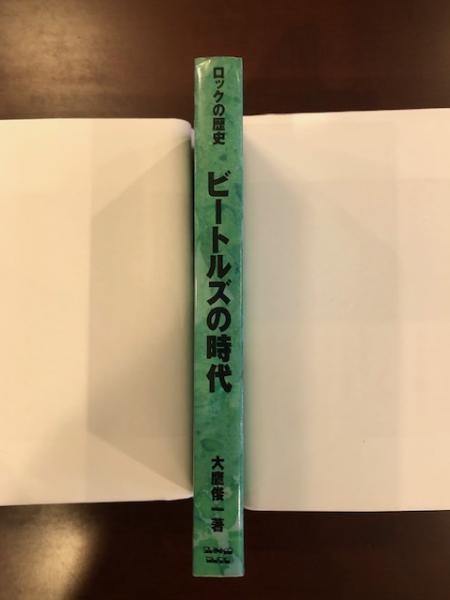 ロックの歴史
ビートルズの時代
大鷹俊一著